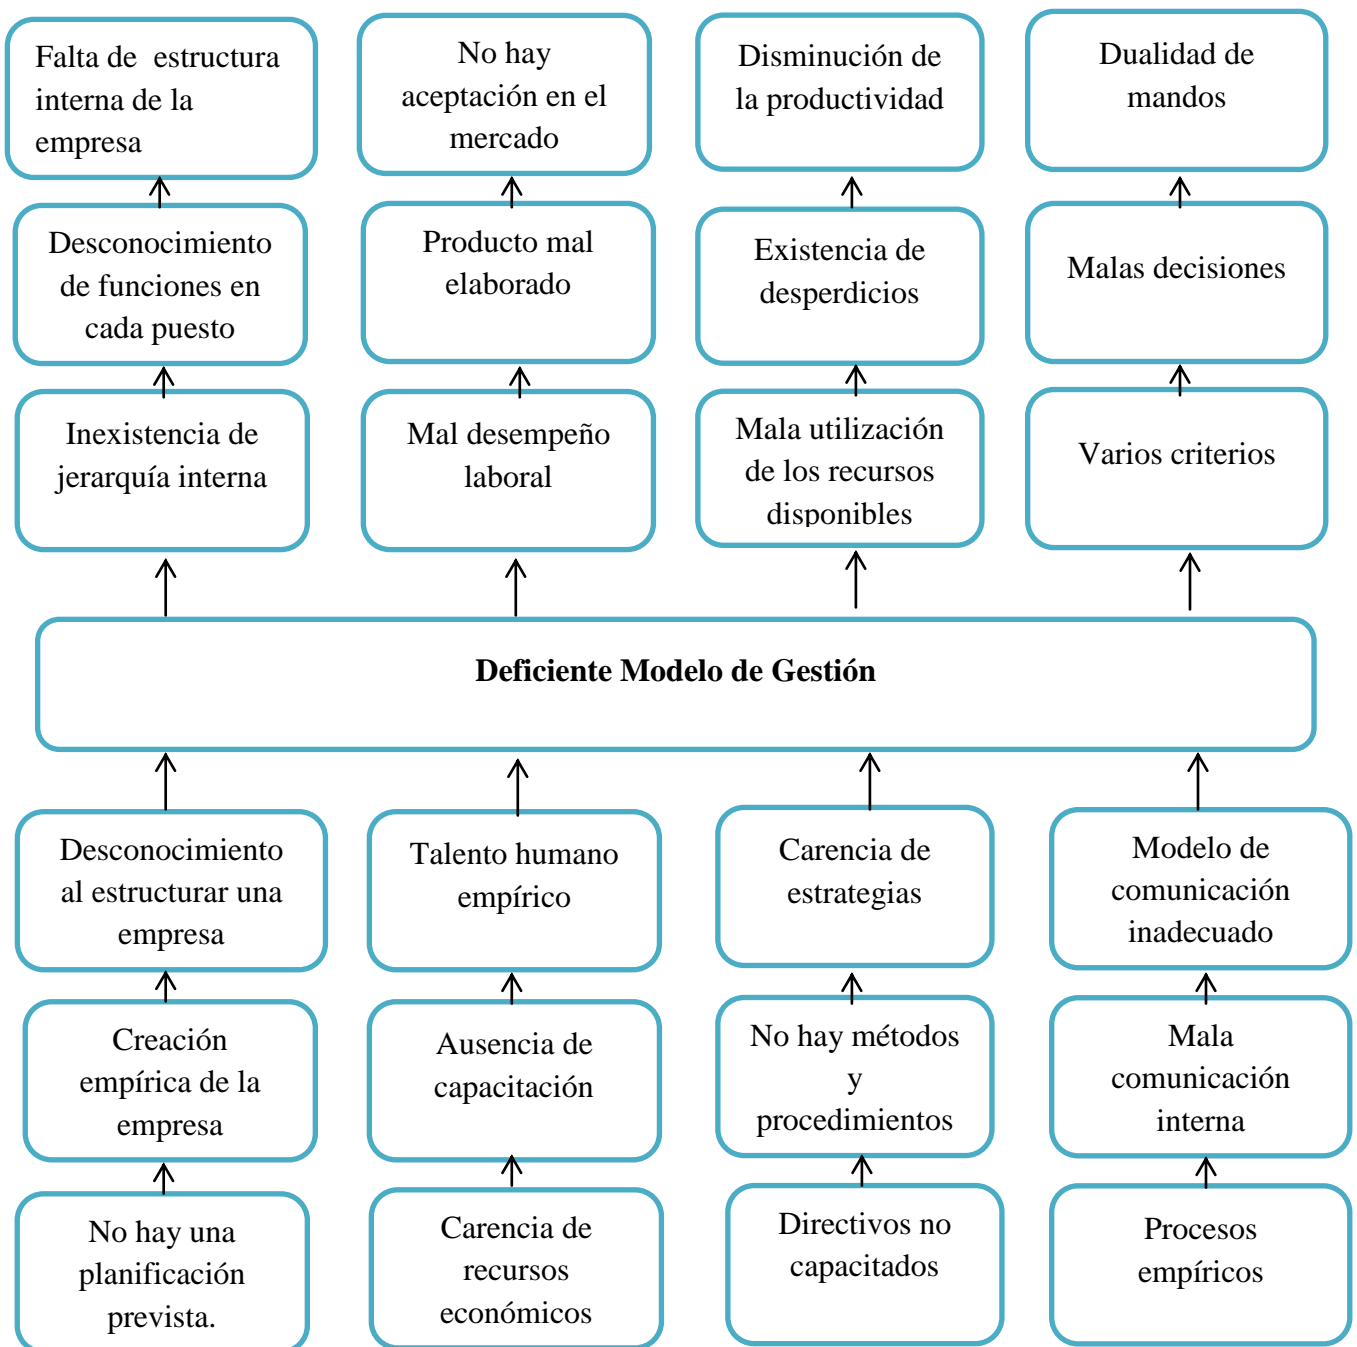 Falta de estructura
interna de la
empresa
No hay
aceptación en el
mercado
Disminución de
la productividad
Dualidad de
mandos
Desconocimiento
de funciones en
cada puesto
Producto mal
elaborado
Existencia de
desperdicios
Malas decisiones
Inexistencia de
jerarquía interna
Mal desempeño
laboral
Mala utilización
de los recursos
disponibles
Varios criterios
Deficiente Modelo de Gestión
Desconocimiento
al estructurar una
empresa
Talento humano
empírico
Carencia de
estrategias
Modelo de
comunicación
inadecuado
Creación
empírica de la
empresa
Ausencia de
capacitación
No hay métodos
y
procedimientos
Mala
comunicación
interna
No hay una
planificación
prevista.
Carencia de
recursos
económicos
Directivos no
capacitados
Procesos
empíricos